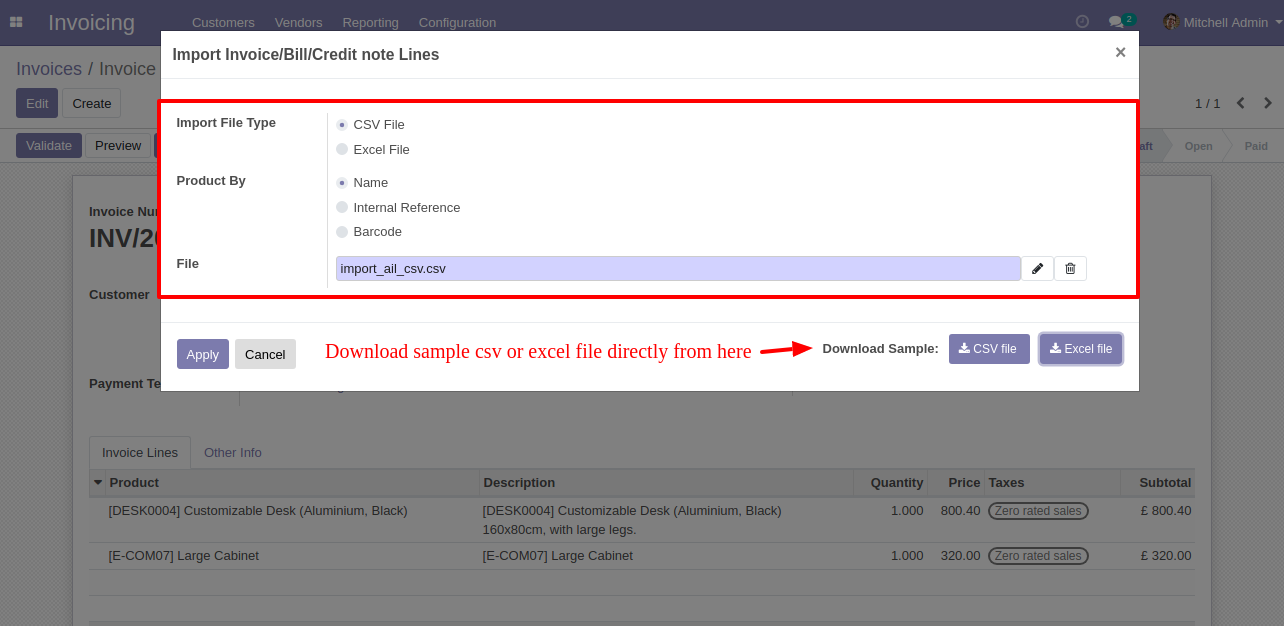 Invoicing Customers Vendors Reporting Configuration 2 Mitchell Admin
Import Invoice/Bill/Credit note Lines ×
Invoices / Invoice
Edit Create 1 / 1
Validate Preview Open Paid
Import File Type CSV File
Excel File
Product By Name
Internal Reference
Barcode
File import_ail_csv.csv
Apply Cancel Download sample csv or excel file directly from here Download Sample: CSV file Excel file
INV/20
Customer
Payment Te
Invoice Lines Other Info
Product Description Quantity Price Taxes Subtotal
[DESK0004] Customizable Desk (Aluminium, Black) [DESK0004] Customizable Desk (Aluminium, Black) 1.000 800.40 Zero rated sales £ 800.40
160x80cm, with large legs.
[E-COM07] Large Cabinet [E-COM07] Large Cabinet 1.000 320.00 Zero rated sales £ 320.00